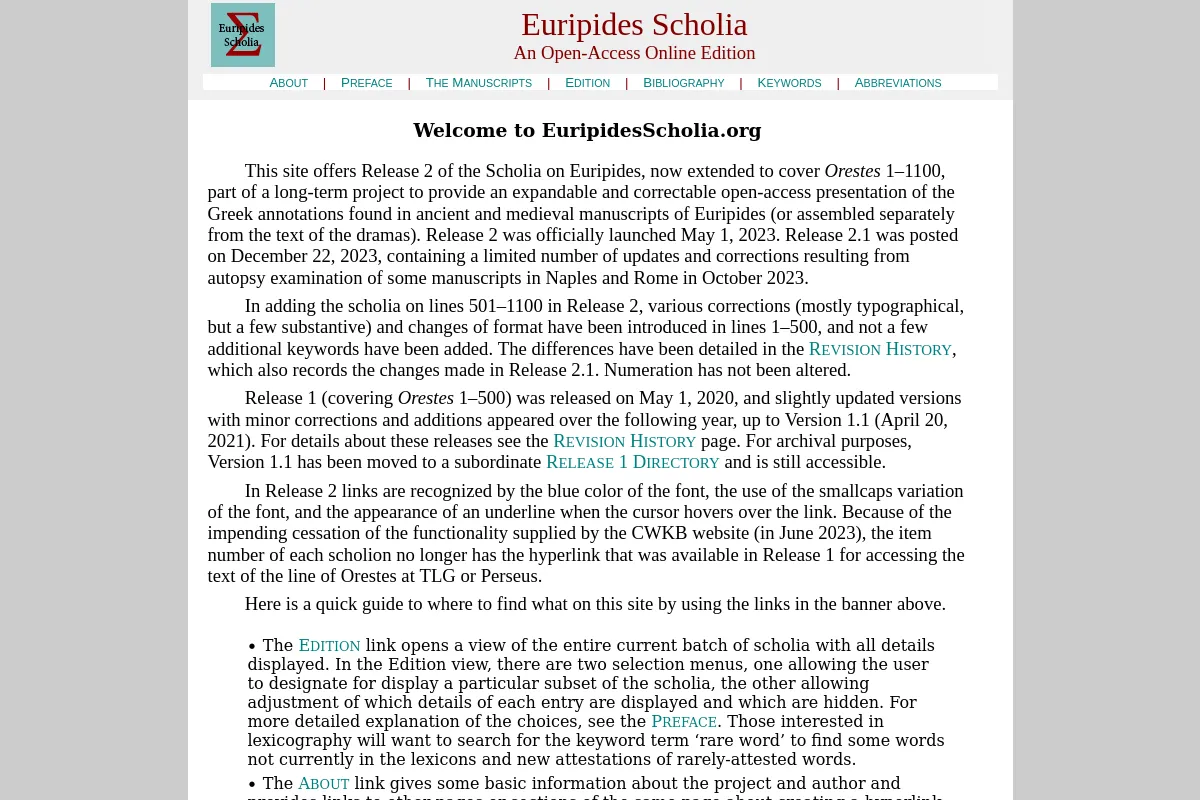 Euripides
Scholia
Euripides Scholia
An Open-Access Online Edition
About | Preface | The Manuscripts | Edition | Bibliography | Keywords | Abbreviations
Welcome to EuripidesScholia.org
This site offers Release 2 of the Scholia on Euripides, now extended to cover Orestes 1–1100,
part of a long-term project to provide an expandable and correctable open-access presentation of the
Greek annotations found in ancient and medieval manuscripts of Euripides (or assembled separately
from the text of the dramas). Release 2 was officially launched May 1, 2023. Release 2.1 was posted
on December 22, 2023, containing a limited number of updates and corrections resulting from
autopsy examination of some manuscripts in Naples and Rome in October 2023.
In adding the scholia on lines 501–1100 in Release 2, various corrections (mostly typographical,
but a few substantive) and changes of format have been introduced in lines 1–500, and not a few
additional keywords have been added. The differences have been detailed in the Revision History,
which also records the changes made in Release 2.1. Numeration has not been altered.
Release 1 (covering Orestes 1–500) was released on May 1, 2020, and slightly updated versions
with minor corrections and additions appeared over the following year, up to Version 1.1 (April 20,
2021). For details about these releases see the Revision History page. For archival purposes,
Version 1.1 has been moved to a subordinate Release 1 Directory and is still accessible.
In Release 2 links are recognized by the blue color of the font, the use of the smallcaps variation
of the font, and the appearance of an underline when the cursor hovers over the link. Because of the
impending cessation of the functionality supplied by the CWKB website (in June 2023), the item
number of each scholion no longer has the hyperlink that was available in Release 1 for accessing the
text of the line of Orestes at TLG or Perseus.
Here is a quick guide to where to find what on this site by using the links in the banner above.
• The Edition link opens a view of the entire current batch of scholia with all details
displayed. In the Edition view, there are two selection menus, one allowing the user
to designate for display a particular subset of the scholia, the other allowing
adjustment of which details of each entry are displayed and which are hidden. For
more detailed explanation of the choices, see the Preface. Those interested in
lexicography will want to search for the keyword term ‘rare word’ to find some words
not currently in the lexicons and new attestations of rarely-attested words.
• The About link gives some basic information about the project and author and